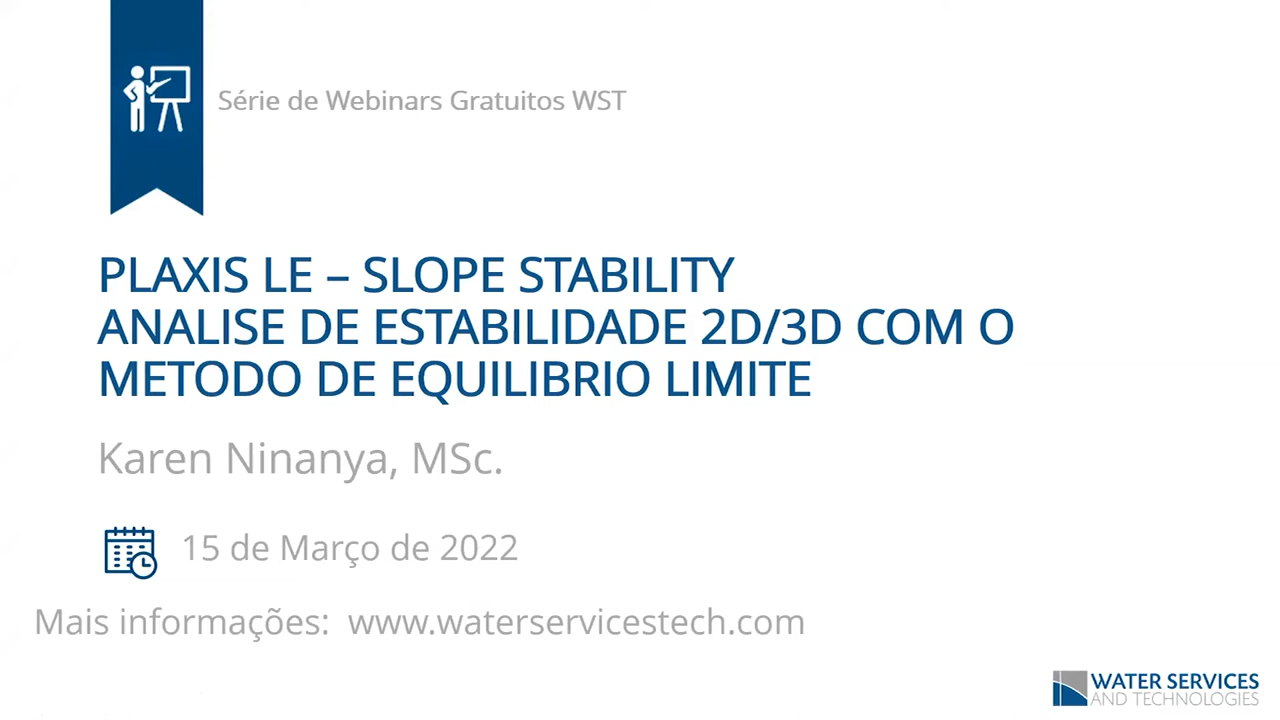 Série de Webinars Gratuitos WST
PLAXIS LE – SLOPE STABILITY
ANALISE DE ESTABILIDADE 2D/3D COM O
METODO DE EQUILIBRIO LIMITE
Karen Ninanya, MSc.
15 de Março de 2022
Mais informações: www.waterservicestech.com
WATER SERVICES
AND TECHNOLOGIES